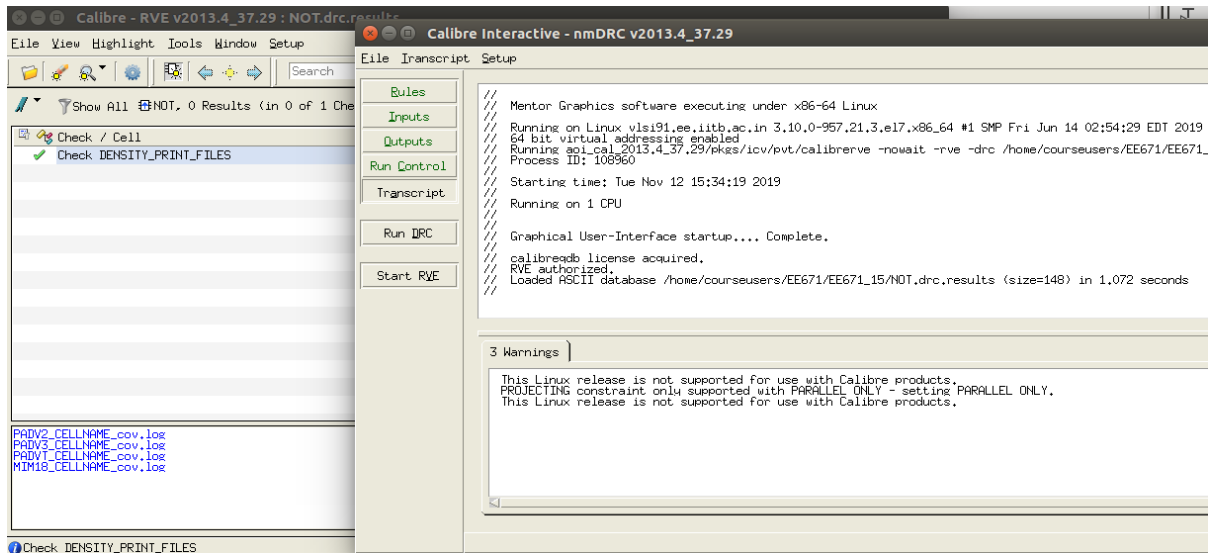 Calibre - RVE v2013.4_37.29 : NOT.drc.results
File View Highlight Tools Window Setup
Search
Show All NOT, 0 Results (in 0 of 1 Che
Check / Cell
Check DENSITY_PRINT_FILES
PADV2_CELLNAME_cov.log
PADV3_CELLNAME_cov.log
PADVT_CELLNAME_cov.log
MIM18_CELLNAME_cov.log
Check DENSITY_PRINT_FILES
Calibre Interactive - nmDRC v2013.4_37.29
File Transcript Setup
Rules
Inputs
Outputs
Run Control
Transcript
Run DRC
Start RVE
//
// Mentor Graphics software executing under x86-64 Linux
//
// Running on Linux vlsi91.ee.iitb.ac.in 3.10.0-957.21.3.el7.x86_64 #1 SMP Fri Jun 14 02:54:29 EDT 2019
// 64 bit virtual addressing enabled
// Running aoi_cal_2013.4_37.29/pkgs/icv/pvt/calibrerve -nowait -rve -drc /home/courseusers/EE671/EE671_
// Process ID: 108960
//
// Starting time: Tue Nov 12 15:34:19 2019
//
// Running on 1 CPU
//
//
// Graphical User-Interface startup.... Complete.
//
// calibreqdb license acquired.
// RVE authorized.
// Loaded ASCII database /home/courseusers/EE671/EE671_15/NOT.drc.results (size=148) in 1.072 seconds
//
3 Warnings
This Linux release is not supported for use with Calibre products.
PROJECTING constraint only supported with PARALLEL ONLY - setting PARALLEL ONLY.
This Linux release is not supported for use with Calibre products.